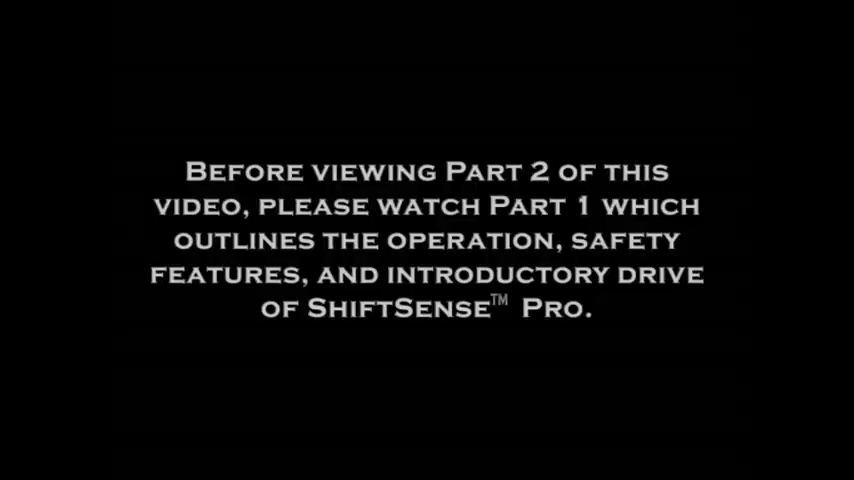 Before viewing Part 2 of this
video, please watch Part 1 which
outlines the operation, safety
features, and introductory drive
of ShiftSense™ Pro.